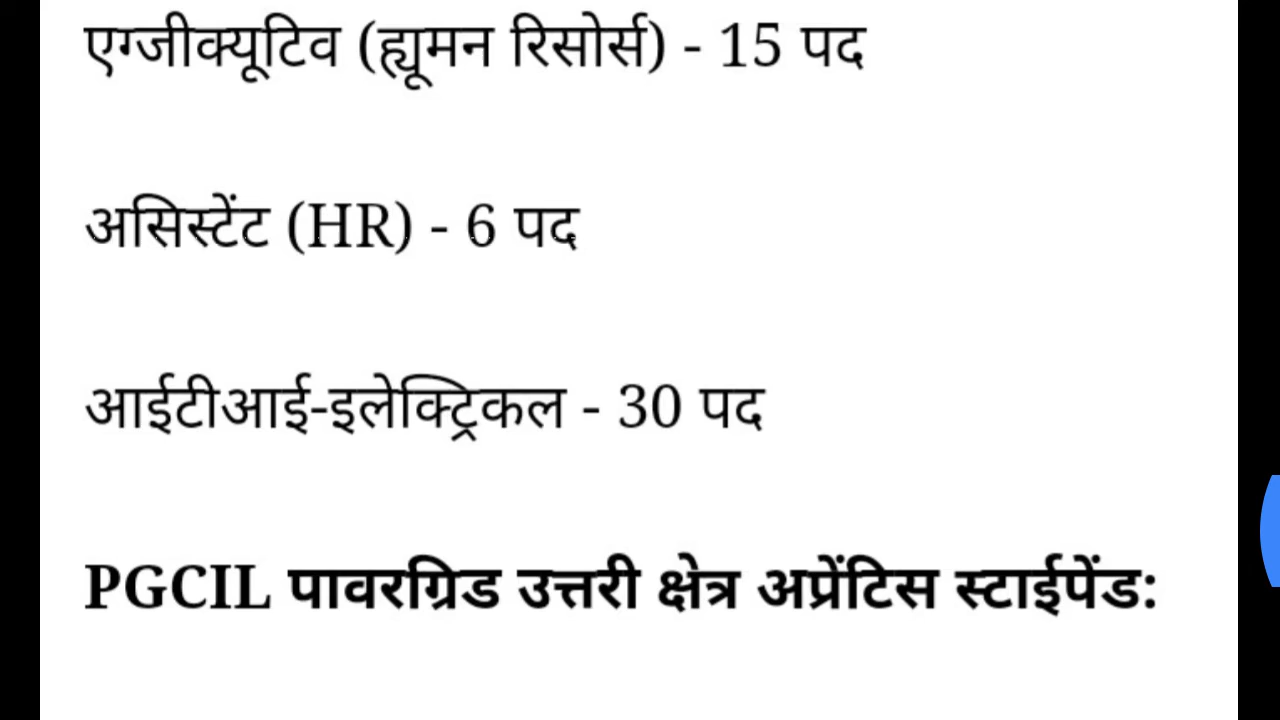 एग्जीक्यूटिव (ह्यूमन रिसोर्स) - 15 पद
असिस्टेंट (HR) - 6 पद
आईटीआई-इलेक्ट्रिकल - 30 पद
PGCIL पावरग्रिड उत्तरी क्षेत्र अप्रेंटिस स्टाईपेंड: